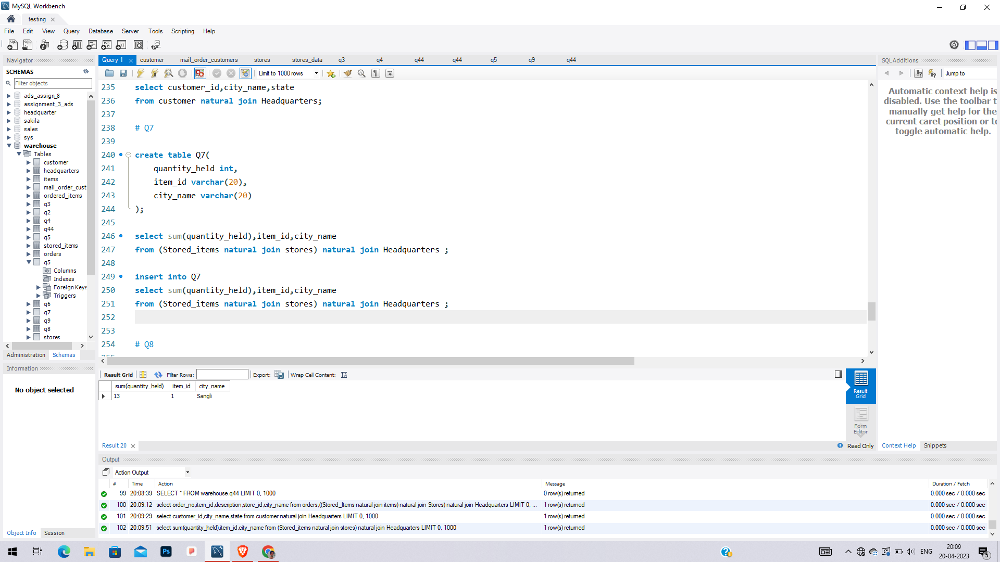 MySQL Workbench
testing
File Edit View Query Database Server Tools Scripting Help
Navigator
SCHEMAS
Filter objects
ads_assign_8
assignment_3_ads
headquarter
sakila
sales
sys
warehouse
Tables
customer
headquarters
items
mail_order_cust
ordered_items
q3
q2
q4
q44
q5
stored_items
orders
q5
Columns
Indexes
Foreign Keys
Triggers
q6
q7
q9
q8
stores
Administration Schemas
Information
No object selected
Object Info Session
Query 1 customer mail_order_customers stores stores_data q3 q4 q44 q44 q5 q9 q44
Limit to 1000 rows
235 select customer_id,city_name,state
236 from customer natural join Headquarters;
237
238 # Q7
239
240 create table Q7(
241 quantity_held int,
242 item_id varchar(20),
243 city_name varchar(20)
244 );
245
246 select sum(quantity_held),item_id,city_name
247 from (Stored_items natural join stores) natural join Headquarters ;
248
249 insert into Q7
250 select sum(quantity_held),item_id,city_name
251 from (Stored_items natural join stores) natural join Headquarters ;
252
253
254 # Q8
Result Grid Filter Rows: Export: Wrap Cell Content:
sum(quantity_held) item_id city_name
13 1 Sangli
Result Grid
Form Editor
Result 20
Read Only
SQLAdditions
Jump to
Automatic context help is
disabled. Use the toolbar t
manually get help for the
current caret position or to
toggle automatic help.
Context Help Snippets
Output
Action Output
# Time Action Message Duration / Fetch
99 20:08:39 SELECT * FROM warehouse.q44 LIMIT 0, 1000 0 row(s) returned 0.000 sec / 0.000 sec
100 20:09:12 select order_no,item_id,description,store_id,city_name from orders,((Stored_Items natural join items) natural join Stores) natural join Headquarters LIMIT 0, ... 1 row(s) returned 0.000 sec / 0.000 sec
101 20:09:29 select customer_id,city_name,state from customer natural join Headquarters LIMIT 0, 1000 1 row(s) returned 0.000 sec / 0.000 sec
102 20:09:51 select sum(quantity_held),item_id,city_name from (Stored_items natural join stores) natural join Headquarters LIMIT 0, 1000 1 row(s) returned 0.000 sec / 0.000 sec
Ps
ENG
20:09
20-04-2023
5